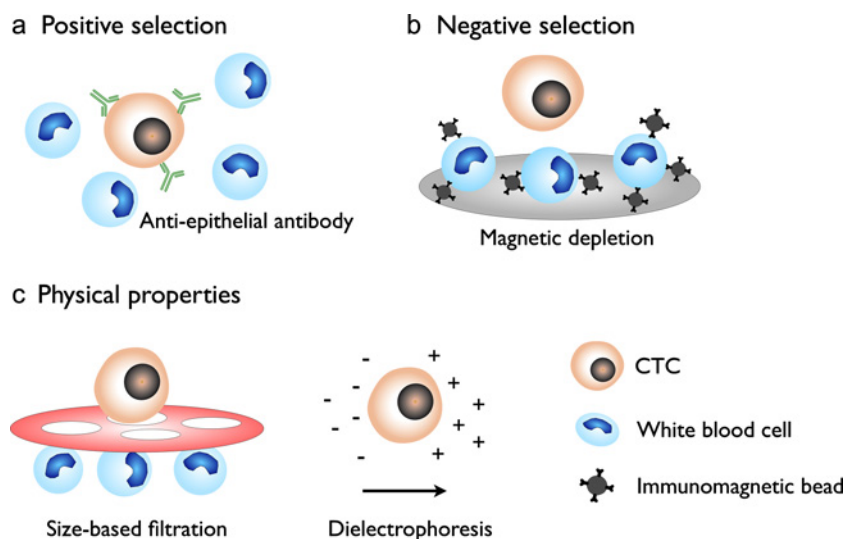 a Positive selection
Anti-epithelial antibody
b Negative selection
Magnetic depletion
c Physical properties
Size-based filtration
- - - - - - -
+ + + + + + +
Dielectrophoresis
CTC
White blood cell
Immunomagnetic bead